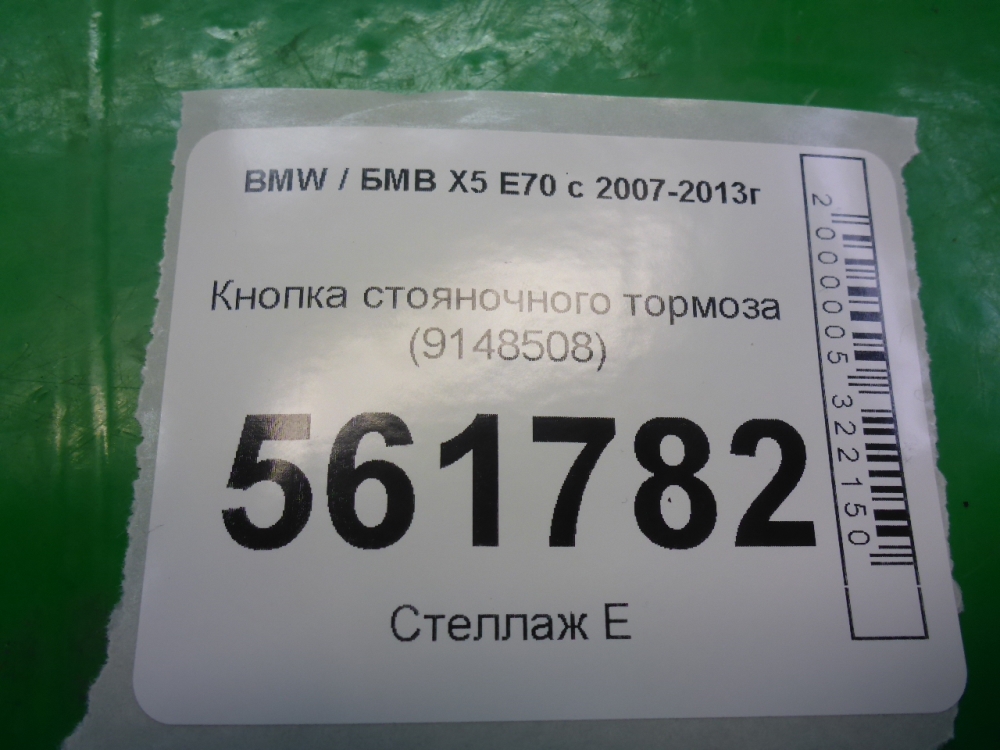 BMW / БМВ X5 E70 с 2007-2013г
Кнопка стояночного тормоза
(9148508)
561782
Стеллаж Е
2000005322150